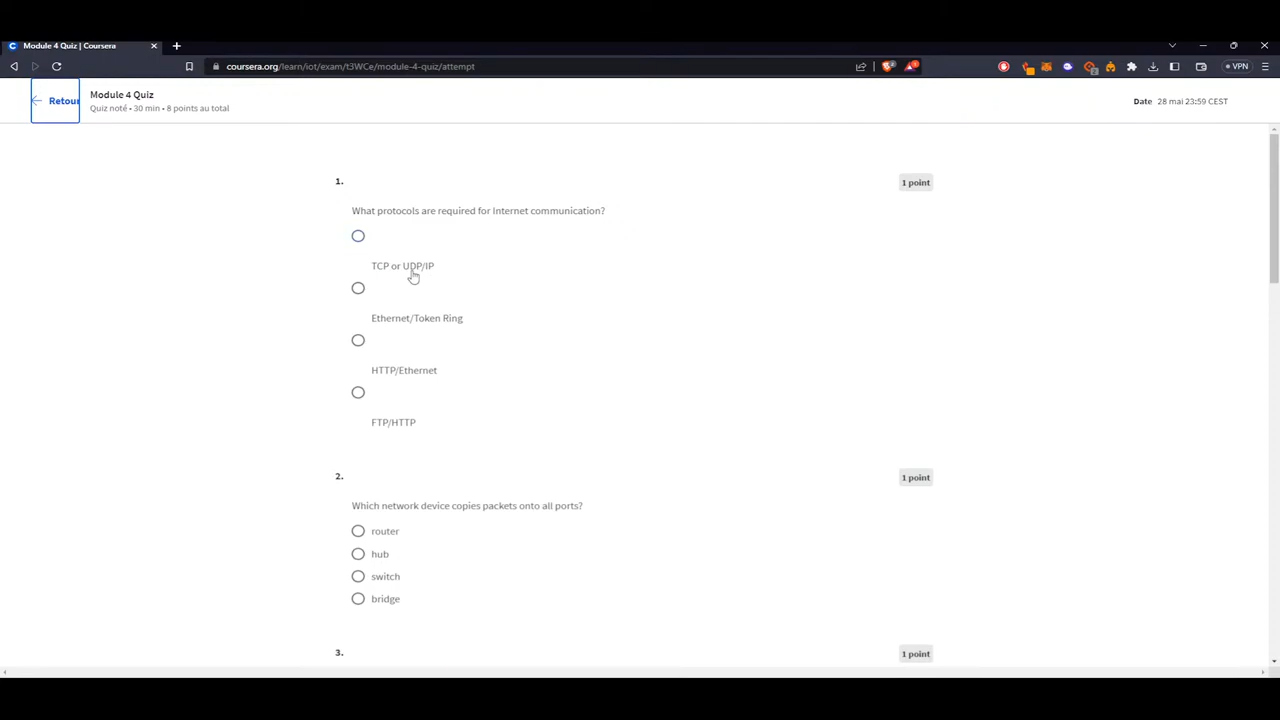 Module 4 Quiz | Coursera
coursera.org/learn/iot/exam/t3WCe/module-4-quiz/attempt
VPN
Retour
Module 4 Quiz
Quiz noté • 30 min • 8 points au total
Date 28 mai 23:59 CEST
1.
1 point
What protocols are required for Internet communication?
TCP or UDP/IP
Ethernet/Token Ring
HTTP/Ethernet
FTP/HTTP
2.
1 point
Which network device copies packets onto all ports?
router
hub
switch
bridge
3.
1 point